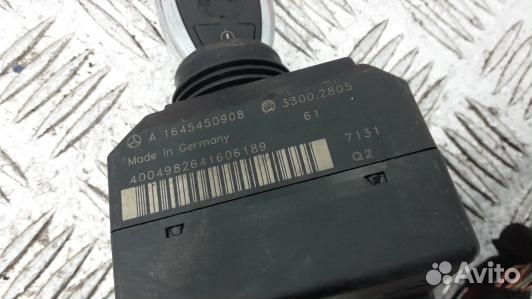 A 1645450908 3300.2805
Made in Germany 61
4004982641606189 7131
Q2
Avito